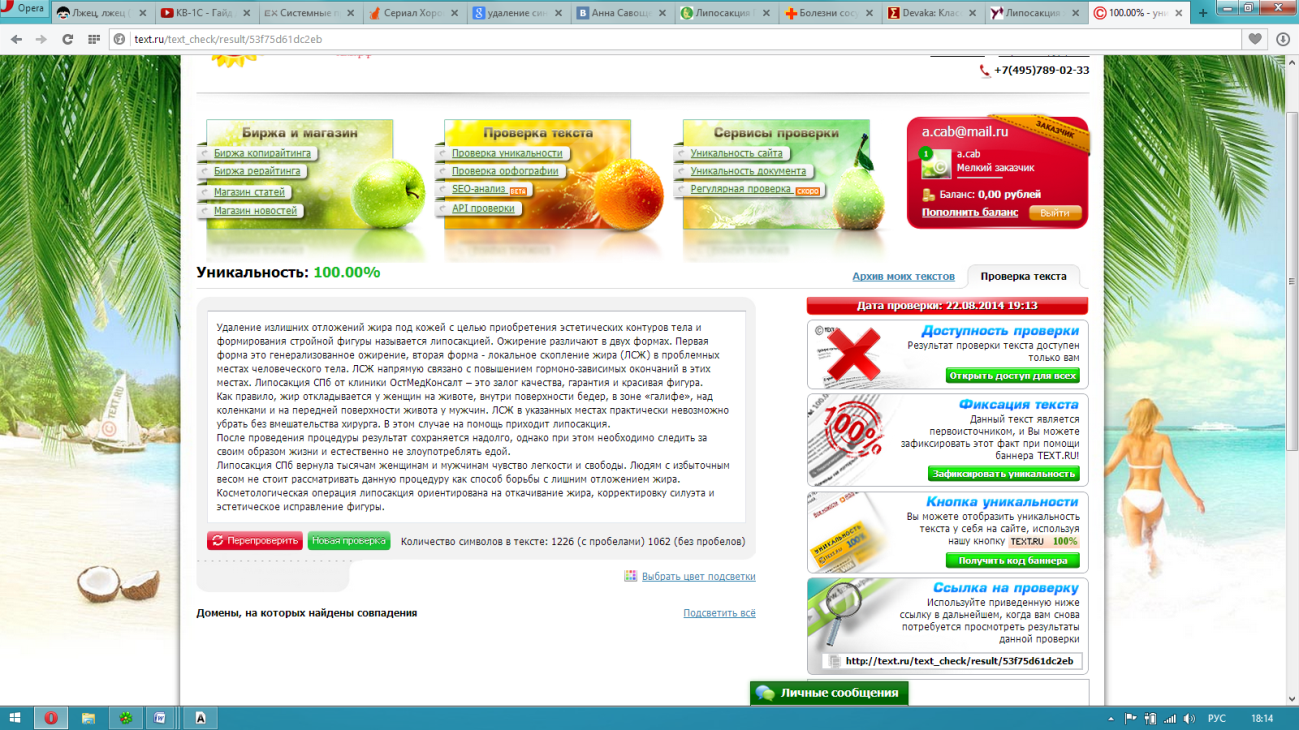 Opera
Лжец, лжец
КВ-1С - Гайд
Системные
Сериал Хоро
удаление син
Анна Савоще
Липосакция
Болезни сосу
Devaka: Клас
Липосакция
100.00% - уни
text.ru/text_check/result/53f75d61dc2eb
+7(495)789-02-33
Биржа и магазин
Биржа копирайтинга
Биржа рерайтинга
Магазин статей
Магазин новостей
Проверка текста
Проверка уникальности
Проверка орфографии
SEO-анализ бета
API проверки
Сервисы проверки
Уникальность сайта
Уникальность документа
Регулярная проверка скоро
ЗАКАЗЧИК
a.cab@mail.ru
1
a.cab
Мелкий заказчик
Баланс: 0,00 рублей
Пополнить баланс Выйти
Уникальность: 100.00%
Архив моих текстов
Проверка текста
Удаление излишних отложений жира под кожей с целью приобретения эстетических контуров тела и
формирования стройной фигуры называется липосакцией. Ожирение различают в двух формах. Первая
форма это генерализованное ожирение, вторая форма - локальное скопление жира (ЛСЖ) в проблемных
местах человеческого тела. ЛСЖ напрямую связано с повышением гормоно-зависимых окончаний в этих
местах. Липосакция СПб от клиники ОстМедКонсалт – это залог качества, гарантия и красивая фигура.
Как правило, жир откладывается у женщин на животе, внутри поверхности бедер, в зоне «галифе», над
коленками и на передней поверхности живота у мужчин. ЛСЖ в указанных местах практически невозможно
убрать без вмешательства хирурга. В этом случае на помощь приходит липосакция.
После проведения процедуры результат сохраняется надолго, однако при этом необходимо следить за
своим образом жизни и естественно не злоупотреблять едой.
Липосакция СПб вернула тысячам женщинам и мужчинам чувство легкости и свободы. Людям с избыточным
весом не стоит рассматривать данную процедуру как способ борьбы с лишним отложением жира.
Косметологическая операция липосакция ориентирована на откачивание жира, корректировку силуэта и
эстетическое исправление фигуры.
Перепроверить
Новая проверка
Количество символов в тексте: 1226 (с пробелами) 1062 (без пробелов)
Выбрать цвет подсветки
Домены, на которых найдены совпадения
Подсветить всё
Дата проверки: 22.08.2014 19:13
Доступность проверки
Результат проверки текста доступен
только вам
Открыть доступ для всех
Фиксация текста
100%
Данный текст является
первоисточником, и Вы можете
зафиксировать этот факт при помощи
баннера TEXT.RU!
Зафиксировать уникальность
Кнопка уникальности
УНИКАЛЬНОСТЬ 100%
Вы можете отобразить уникальность
текста у себя на сайте, используя
нашу кнопку TEXT.RU 100%
Получить код баннера
Ссылка на проверку
Используйте приведенную ниже
ссылку в дальнейшем, когда вам снова
потребуется просмотреть результаты
данной проверки
http://text.ru/text_check/result/53f75d61dc2eb
TEXT.RU
Личные сообщения
РУС
18:14